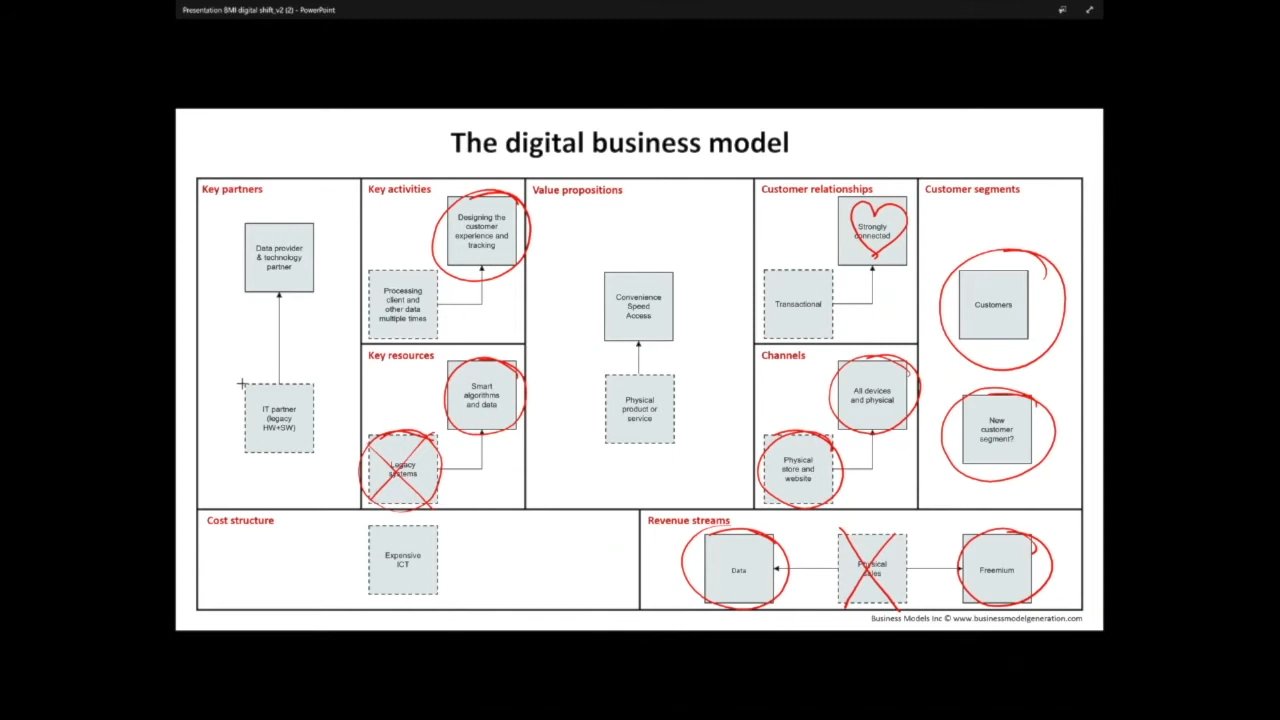 Presentation BMI digital shift_v2 (2) - PowerPoint
The digital business model
Key partners
Data provider
& technology
partner
IT partner
(legacy
HW+SW)
Key activities
Designing the
customer
experience and
tracking
Processing
client and
other data
multiple times
Key resources
Smart
algorithms
and data
Legacy
systems
Value propositions
Convenience
Speed
Access
Physical
product or
service
Customer relationships
Strongly
connected
Transactional
Channels
All devices
and physical
Physical
store and
website
Customer segments
Customers
New
customer
segment?
Cost structure
Expensive
ICT
Revenue streams
Data
Physical
sales
Freemium
Business Models Inc © www.businessmodelgeneration.com